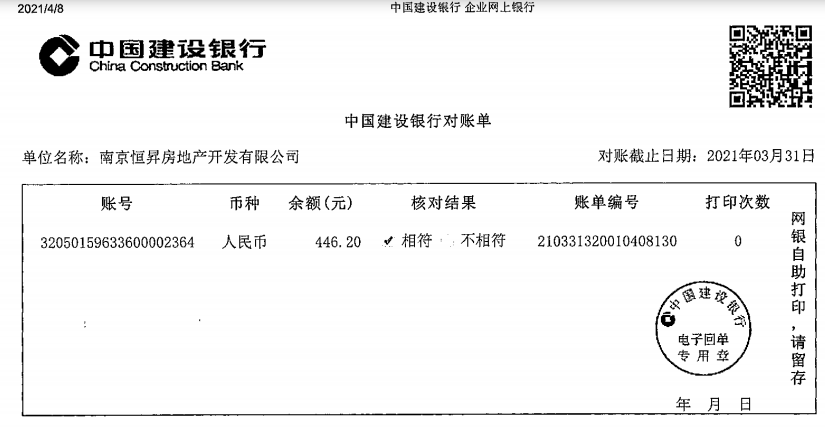 2021/4/8 中国建设银行 企业网上银行
中国建设银行
China Construction Bank
中国建设银行对账单
单位名称：南京恒昇房地产开发有限公司 对账截止日期：2021年03月31日
账号 币种 余额(元) 核对结果 账单编号 打印次数
32050159633600002364 人民币 446.20 ✓ 相符 不相符 210331320010408130 0
网银自助打印，请留存
中国建设银行
电子回单
专用章
年 月 日